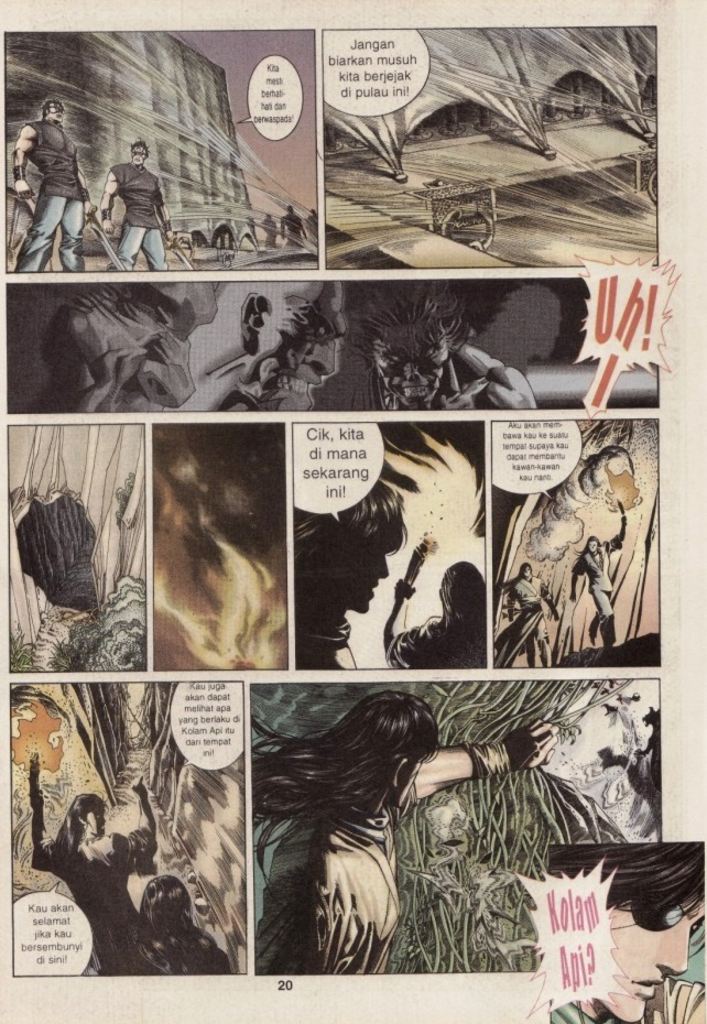 Kita
mesti
berhati-
hati dan
berwaspada!
Jangan
biarkan musuh
kita berjejak
di pulau ini!
Uh!
Cik, kita
di mana
sekarang
ini!
Aku akan mem-
bawa kau ke suatu
tempat supaya kau
dapat membantu
kawan-kawan
kau nanti.
Kau juga
akan dapat
melihat apa
yang berlaku di
Kolam Api itu
dari tempat
ini!
Kau akan
selamat
jika kau
bersembunyi
di sini!
Kolam
Api?
20